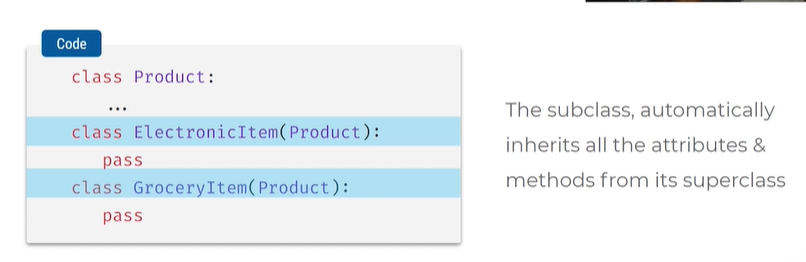 Code
class Product:
...
class ElectronicItem(Product):
pass
class GroceryItem(Product):
pass
The subclass, automatically
inherits all the attributes &
methods from its superclass